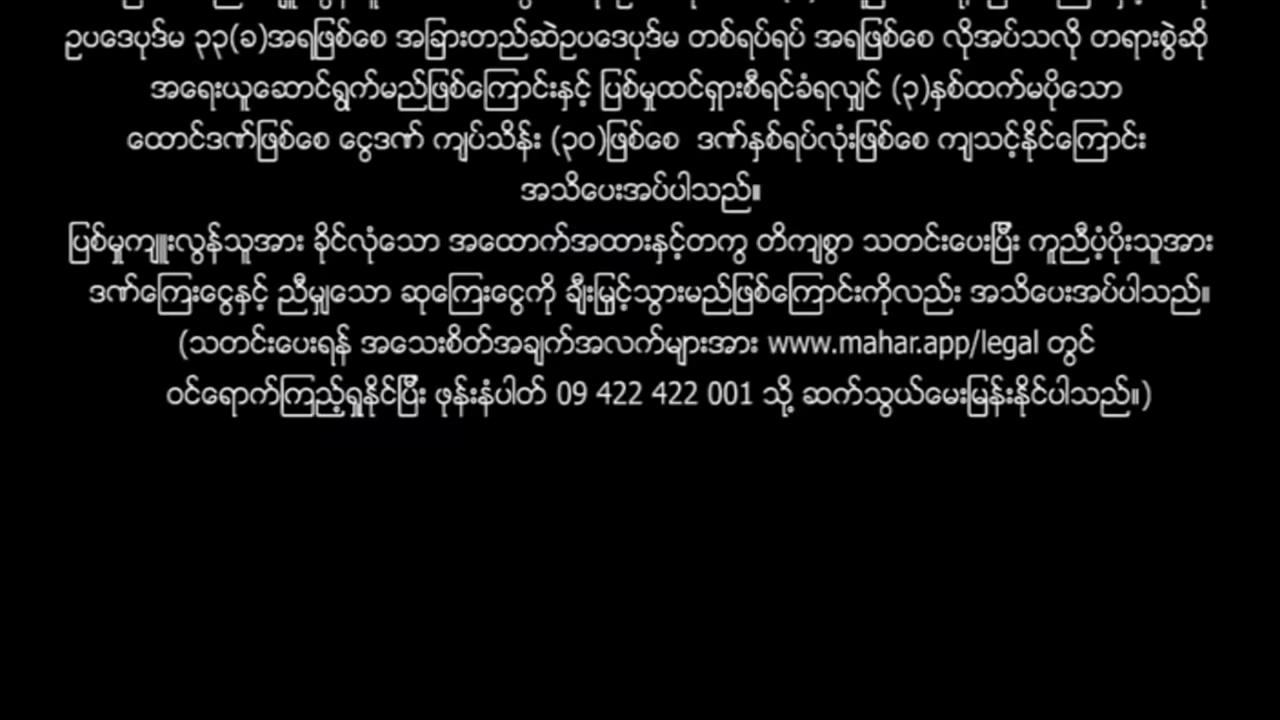 ဥပဒေပုဒ်မ ၃၃(ခ)အရဖြစ်စေ အခြားတည်ဆဲဥပဒေပုဒ်မ တစ်ရပ်ရပ် အရဖြစ်စေ လိုအပ်သလို တရားစွဲဆို
အရေးယူဆောင်ရွက်မည်ဖြစ်ကြောင်းနှင့် ပြစ်မှုထင်ရှားစီရင်ခံရလျှင် (၃)နှစ်ထက်မပိုသော
ထောင်ဒဏ်ဖြစ်စေ ငွေဒဏ် ကျပ်သိန်း (၃၀)ဖြစ်စေ ဒဏ်နှစ်ရပ်လုံးဖြစ်စေ ကျသင့်နိုင်ကြောင်း
အသိပေးအပ်ပါသည်။
ပြစ်မှုကျူးလွန်သူအား ခိုင်လုံသော အထောက်အထားနှင့်တကွ တိကျစွာ သတင်းပေးပြီး ကူညီပံ့ပိုးသူအား
ဒဏ်ကြေးငွေနှင့် ညီမျှသော ဆုကြေးငွေကို ချီးမြှင့်သွားမည်ဖြစ်ကြောင်းကိုလည်း အသိပေးအပ်ပါသည်။
(သတင်းပေးရန် အသေးစိတ်အချက်အလက်များအား www.mahar.app/legal တွင်
ဝင်ရောက်ကြည့်ရှုနိုင်ပြီး ဖုန်းနံပါတ် 09 422 422 001 သို့ ဆက်သွယ်မေးမြန်းနိုင်ပါသည်။)